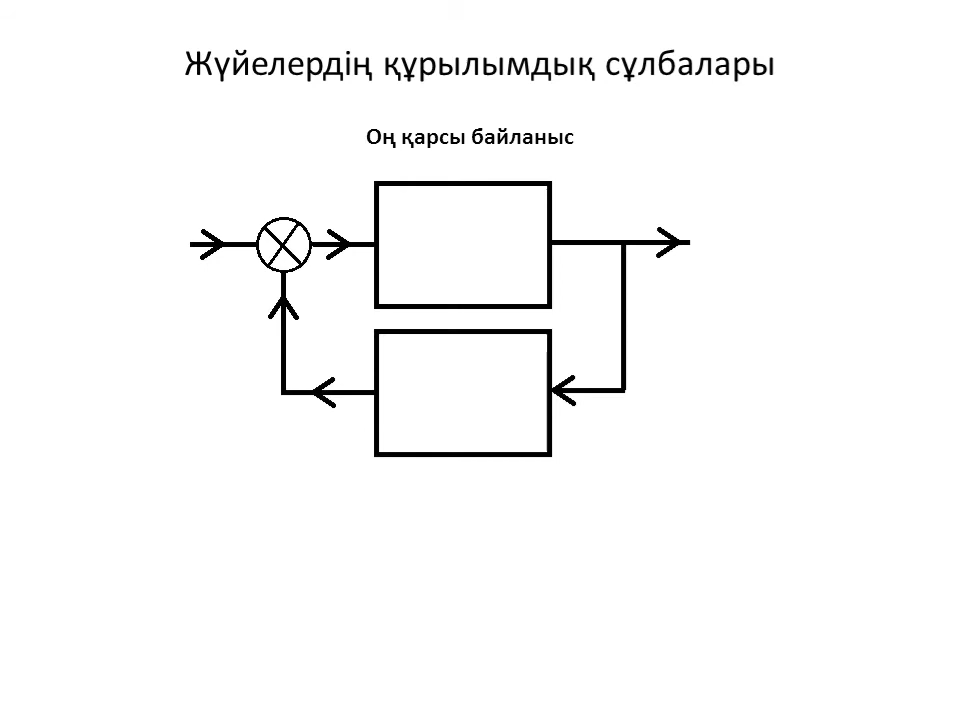 Жүйелердің құрылымдық сұлбалары
Оң қарсы байланыс